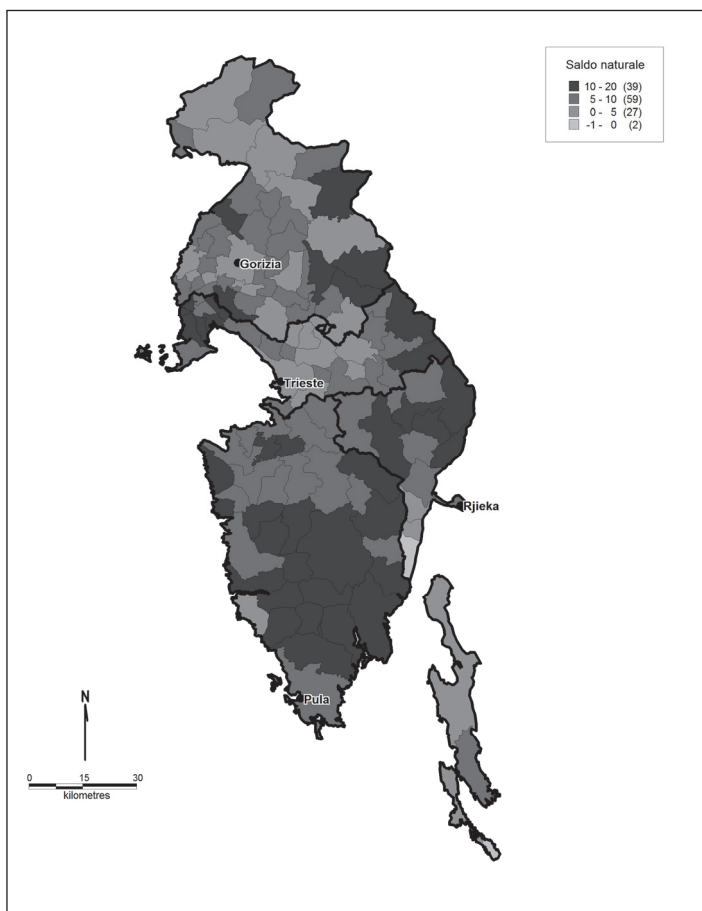 Saldo naturale
10 - 20 (39)
5 - 10 (59)
0 - 5 (27)
-1 - 0 (2)
Gorizia
Trieste
Rjieka
Pula
N
0 15 30
kilometres